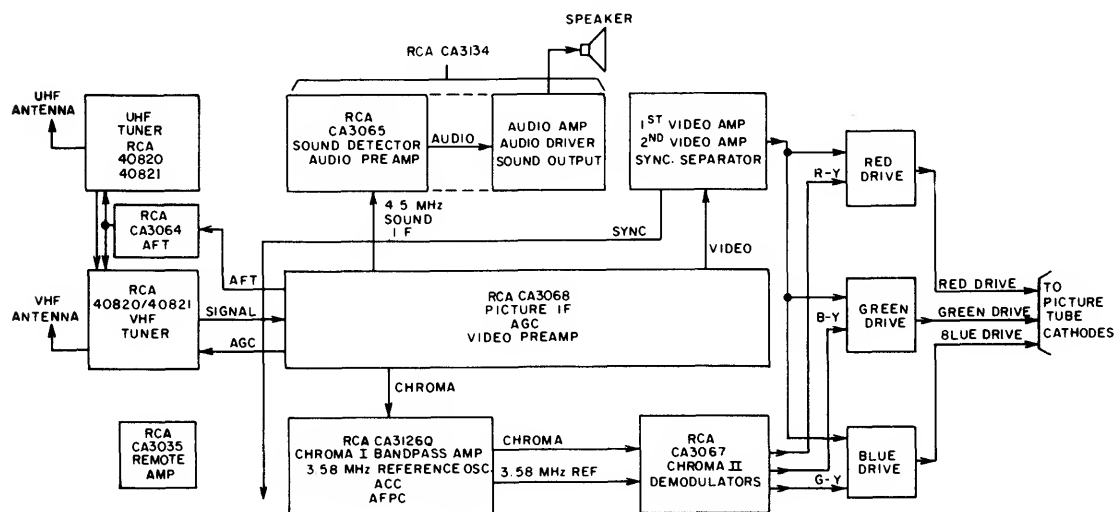 SPEAKER
RCA CA3134
UHF
ANTENNA
UHF
TUNER
RCA
40820
40821
RCA
CA3065
SOUND DETECTOR
AUDIO PREAMP
AUDIO
AUDIO AMP
AUDIO DRIVER
SOUND OUTPUT
1ST VIDEO AMP
2ND VIDEO AMP
SYNC. SEPARATOR
RED
DRIVE
R-Y
RCA
CA3064
AFT
4 5 MHz
SOUND
I F
SYNC
VIDEO
AFT
VHF
ANTENNA
RCA
40820/40821
VHF
TUNER
SIGNAL
AGC
RCA CA3068
PICTURE IF
AGC
VIDEO PREAMP
B-Y
GREEN
DRIVE
RED DRIVE
GREEN DRIVE
BLUE DRIVE
TO
PICTURE
TUBE
CATHODES
CHROMA
RCA
CA3035
REMOTE
AMP
RCA CA3126Q
CHROMA I BANDPASS AMP
3 58 MHz REFERENCE OSC.
ACC
AFPC
CHROMA
3.58 MHz REF
RCA
CA3067
CHROMA II
DEMODULATORS
G-Y
BLUE
DRIVE